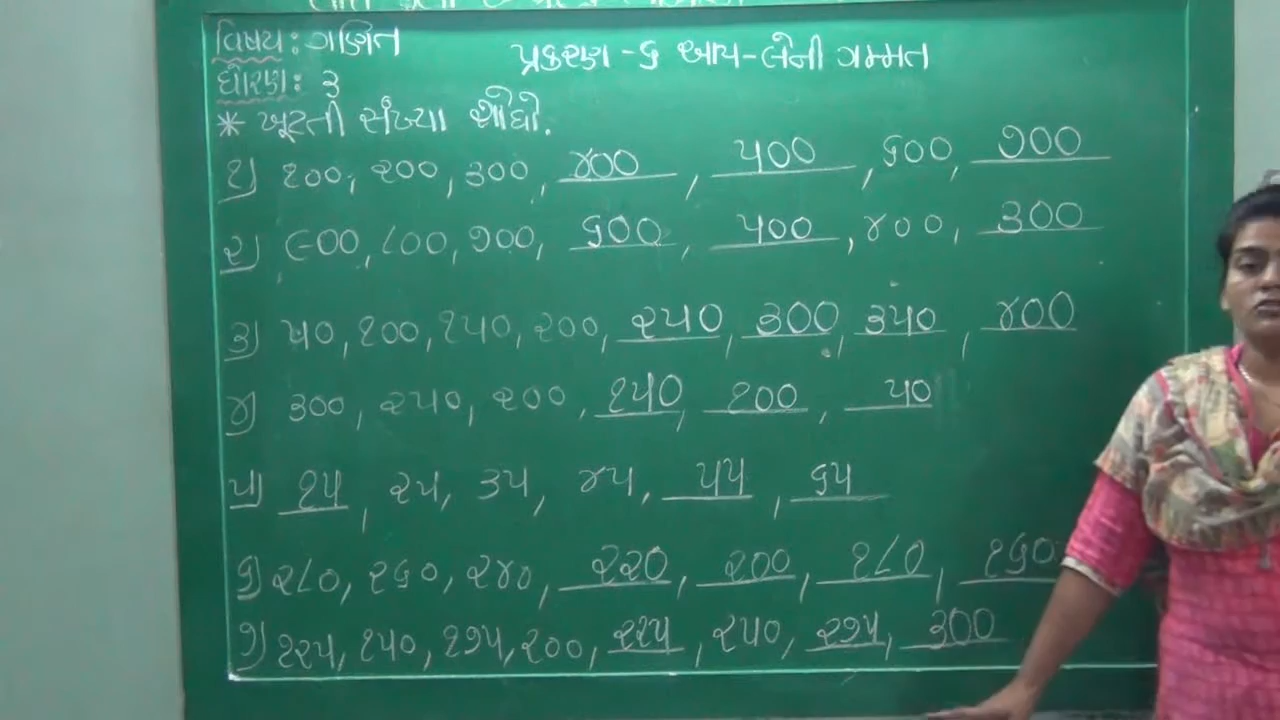 વિષય: ગણિત
પ્રકરણ - ૬ આપ - લેની ગમ્મત
ધોરણ: ૩
* ખૂટતી સંખ્યા શોધો.
૧) ૧૦૦, ૨૦૦, ૩૦૦, ૪૦૦, ૫૦૦, ૬૦૦, ૭૦૦
૨) ૯૦૦, ૮૦૦, ૭૦૦, ૬૦૦, ૫૦૦, ૪૦૦, ૩૦૦
૩) ૫૦, ૧૦૦, ૧૫૦, ૨૦૦, ૨૫૦, ૩૦૦, ૩૫૦, ૪૦૦
૪) ૩૦૦, ૨૫૦, ૨૦૦, ૧૫૦, ૧૦૦, ૫૦
૫) ૧૫, ૨૫, ૩૫, ૪૫, ૫૫, ૬૫
૬) ૨૮૦, ૨૬૦, ૨૪૦, ૨૨૦, ૨૦૦, ૧૮૦, ૧૬૦
૭) ૧૨૫, ૧૫૦, ૧૭૫, ૨૦૦, ૨૨૫, ૨૫૦, ૨૭૫, ૩૦૦